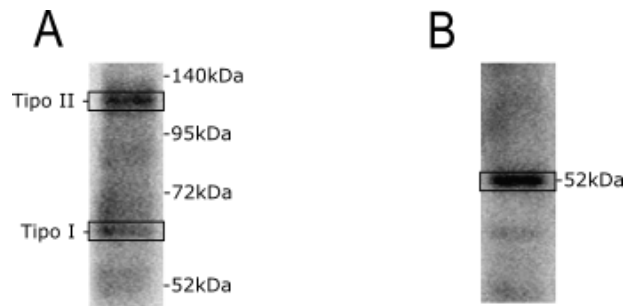 A
B
-140kDa
Tipo II -
-95kDa
-72kDa
Tipo I -
-52kDa
-52kDa